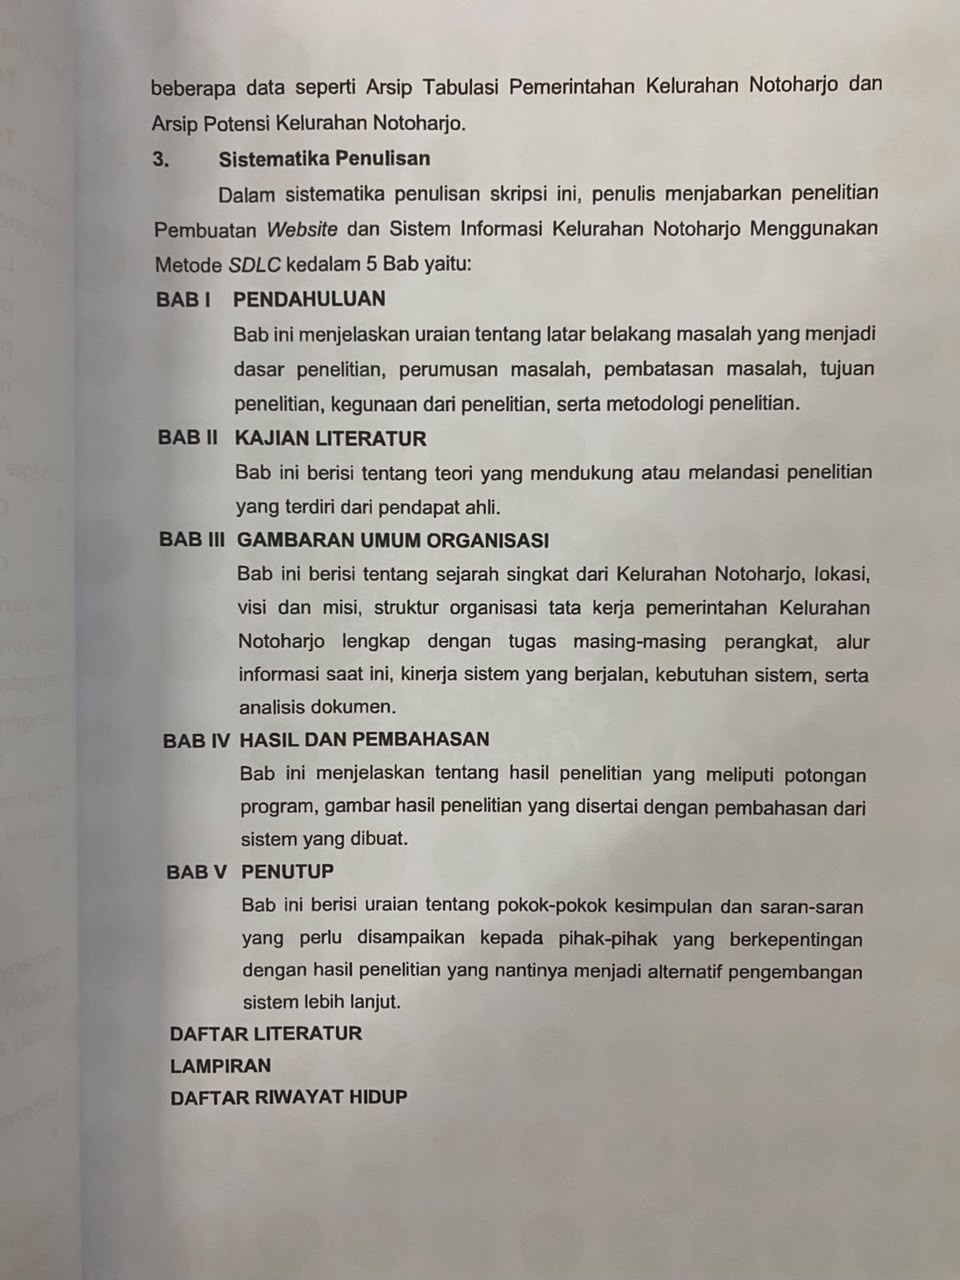 beberapa data seperti Arsip Tabulasi Pemerintahan Kelurahan Notoharjo dan
Arsip Potensi Kelurahan Notoharjo.
3. Sistematika Penulisan
Dalam sistematika penulisan skripsi ini, penulis menjabarkan penelitian
Pembuatan Website dan Sistem Informasi Kelurahan Notoharjo Menggunakan
Metode SDLC kedalam 5 Bab yaitu:
BAB I PENDAHULUAN
Bab ini menjelaskan uraian tentang latar belakang masalah yang menjadi
dasar penelitian, perumusan masalah, pembatasan masalah, tujuan
penelitian, kegunaan dari penelitian, serta metodologi penelitian.
BAB II KAJIAN LITERATUR
Bab ini berisi tentang teori yang mendukung atau melandasi penelitian
yang terdiri dari pendapat ahli.
BAB III GAMBARAN UMUM ORGANISASI
Bab ini berisi tentang sejarah singkat dari Kelurahan Notoharjo, lokasi,
visi dan misi, struktur organisasi tata kerja pemerintahan Kelurahan
Notoharjo lengkap dengan tugas masing-masing perangkat, alur
informasi saat ini, kinerja sistem yang berjalan, kebutuhan sistem, serta
analisis dokumen.
BAB IV HASIL DAN PEMBAHASAN
Bab ini menjelaskan tentang hasil penelitian yang meliputi potongan
program, gambar hasil penelitian yang disertai dengan pembahasan dari
sistem yang dibuat.
BAB V PENUTUP
Bab ini berisi uraian tentang pokok-pokok kesimpulan dan saran-saran
yang perlu disampaikan kepada pihak-pihak yang berkepentingan
dengan hasil penelitian yang nantinya menjadi alternatif pengembangan
sistem lebih lanjut.
DAFTAR LITERATUR
LAMPIRAN
DAFTAR RIWAYAT HIDUP